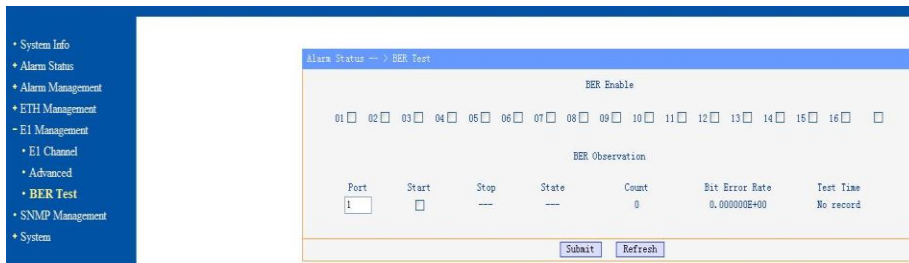 • System Info
+ Alarm Status
+ Alarm Management
+ ETH Management
- E1 Management
• E1 Channel
• Advanced
• BER Test
• SNMP Management
+ System
Alarm Status -- > BER Test
BER Enable
01 02 03 04 05 06 07 08 09 10 11 12 13 14 15 16
BER Observation
Port Start Stop State Count Bit Error Rate Test Time
1 --- --- 0 0.000000E+00 No record
Submit Refresh